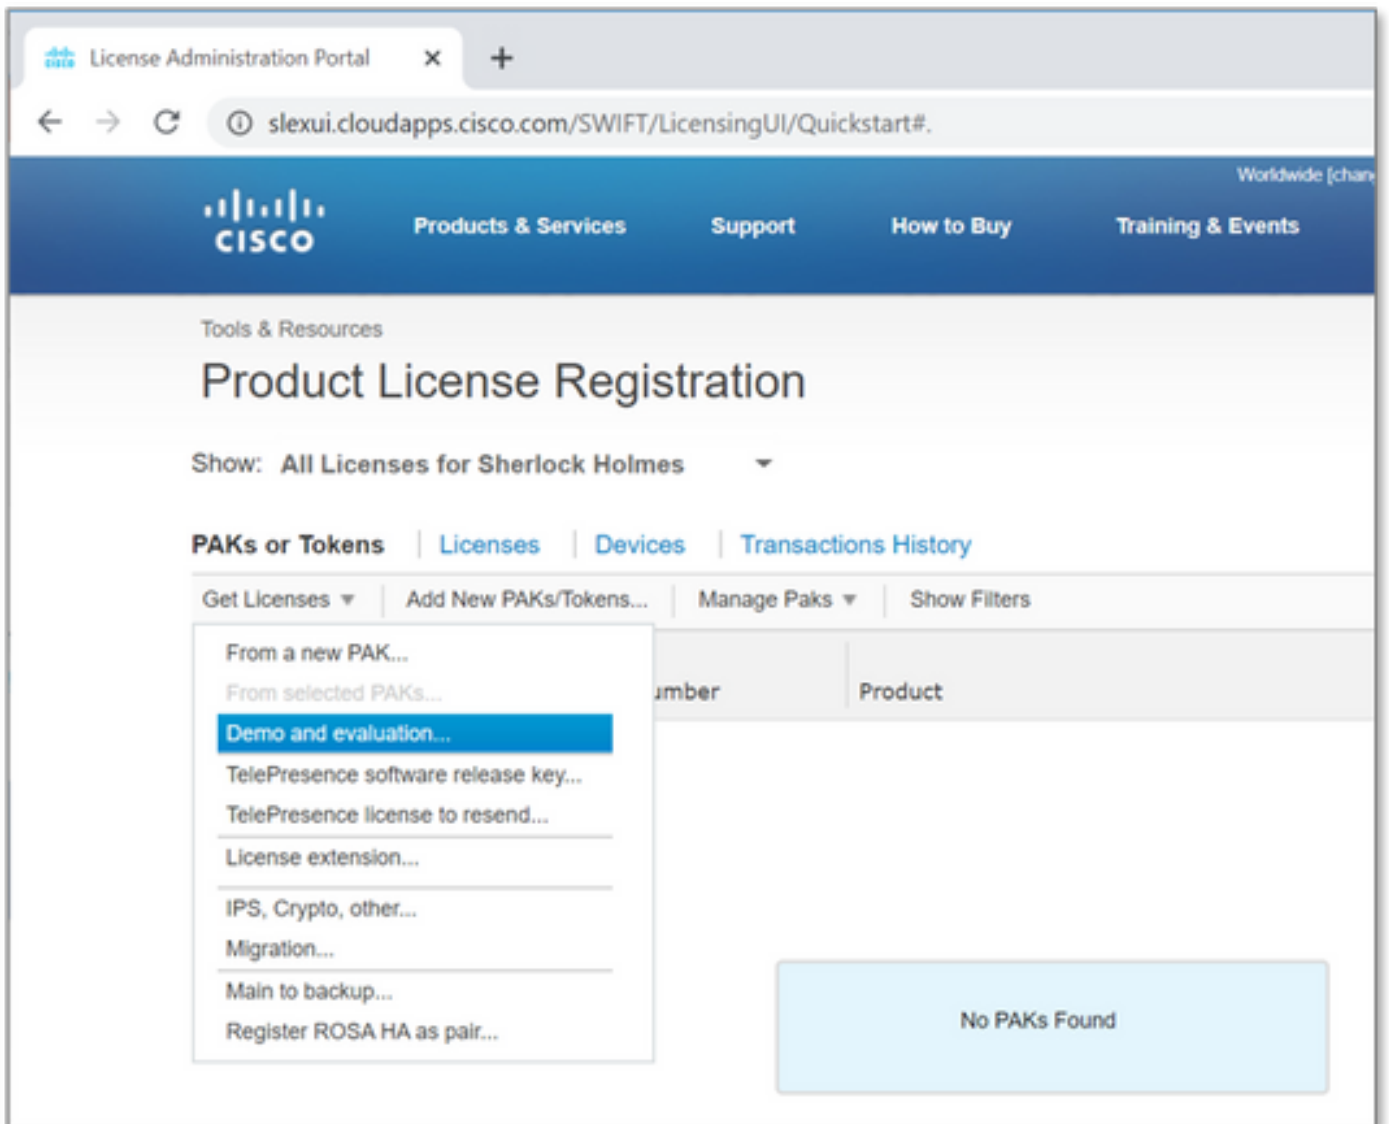 License Administration Portal
slexui.cloudapps.cisco.com/SWIFT/LicensingUI/Quickstart#.
Worldwide [chan
CISCO Products & Services Support How to Buy Training & Events
Tools & Resources
Product License Registration
Show: All Licenses for Sherlock Holmes
PAKs or Tokens Licenses Devices Transactions History
Get Licenses Add New PAKs/Tokens... Manage Paks Show Filters
From a new PAK...
From selected PAKs... umber Product
Demo and evaluation...
TelePresence software release key...
TelePresence license to resend...
License extension...
IPS, Crypto, other...
Migration...
Main to backup...
No PAKs Found
Register ROSA HA as pair...